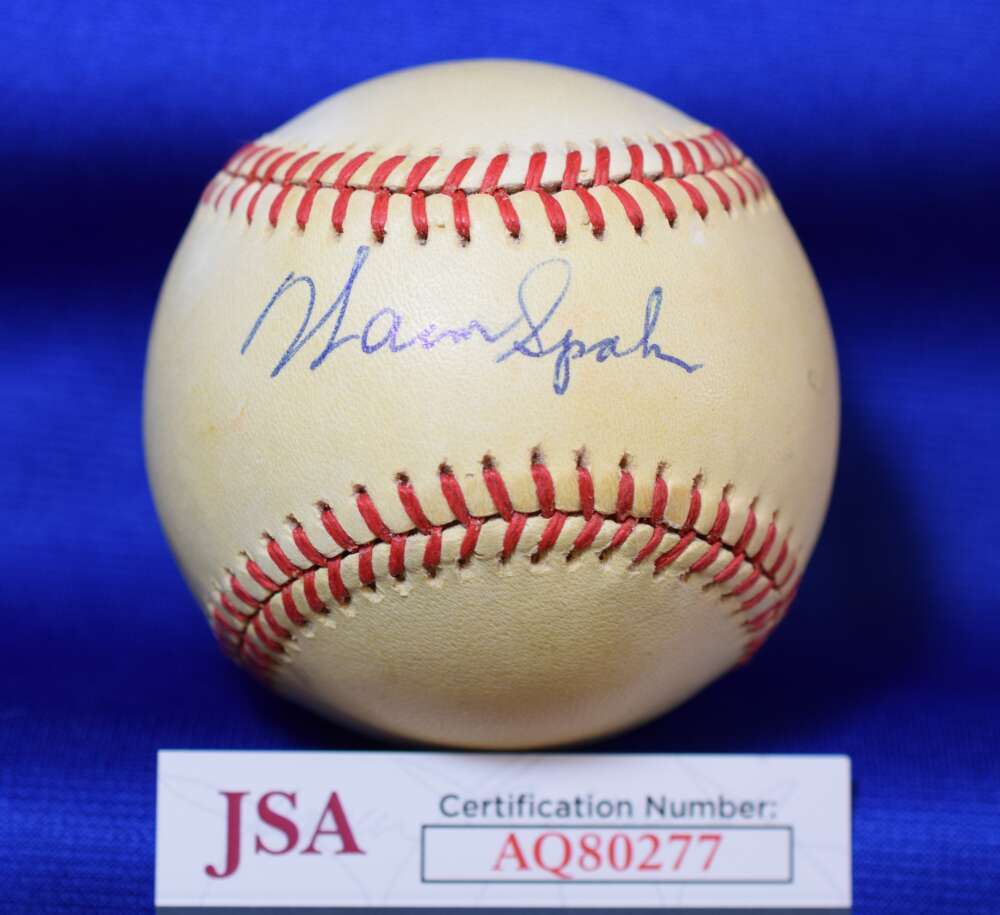 Warren Spahn
JSA
Certification Number:
AQ80277